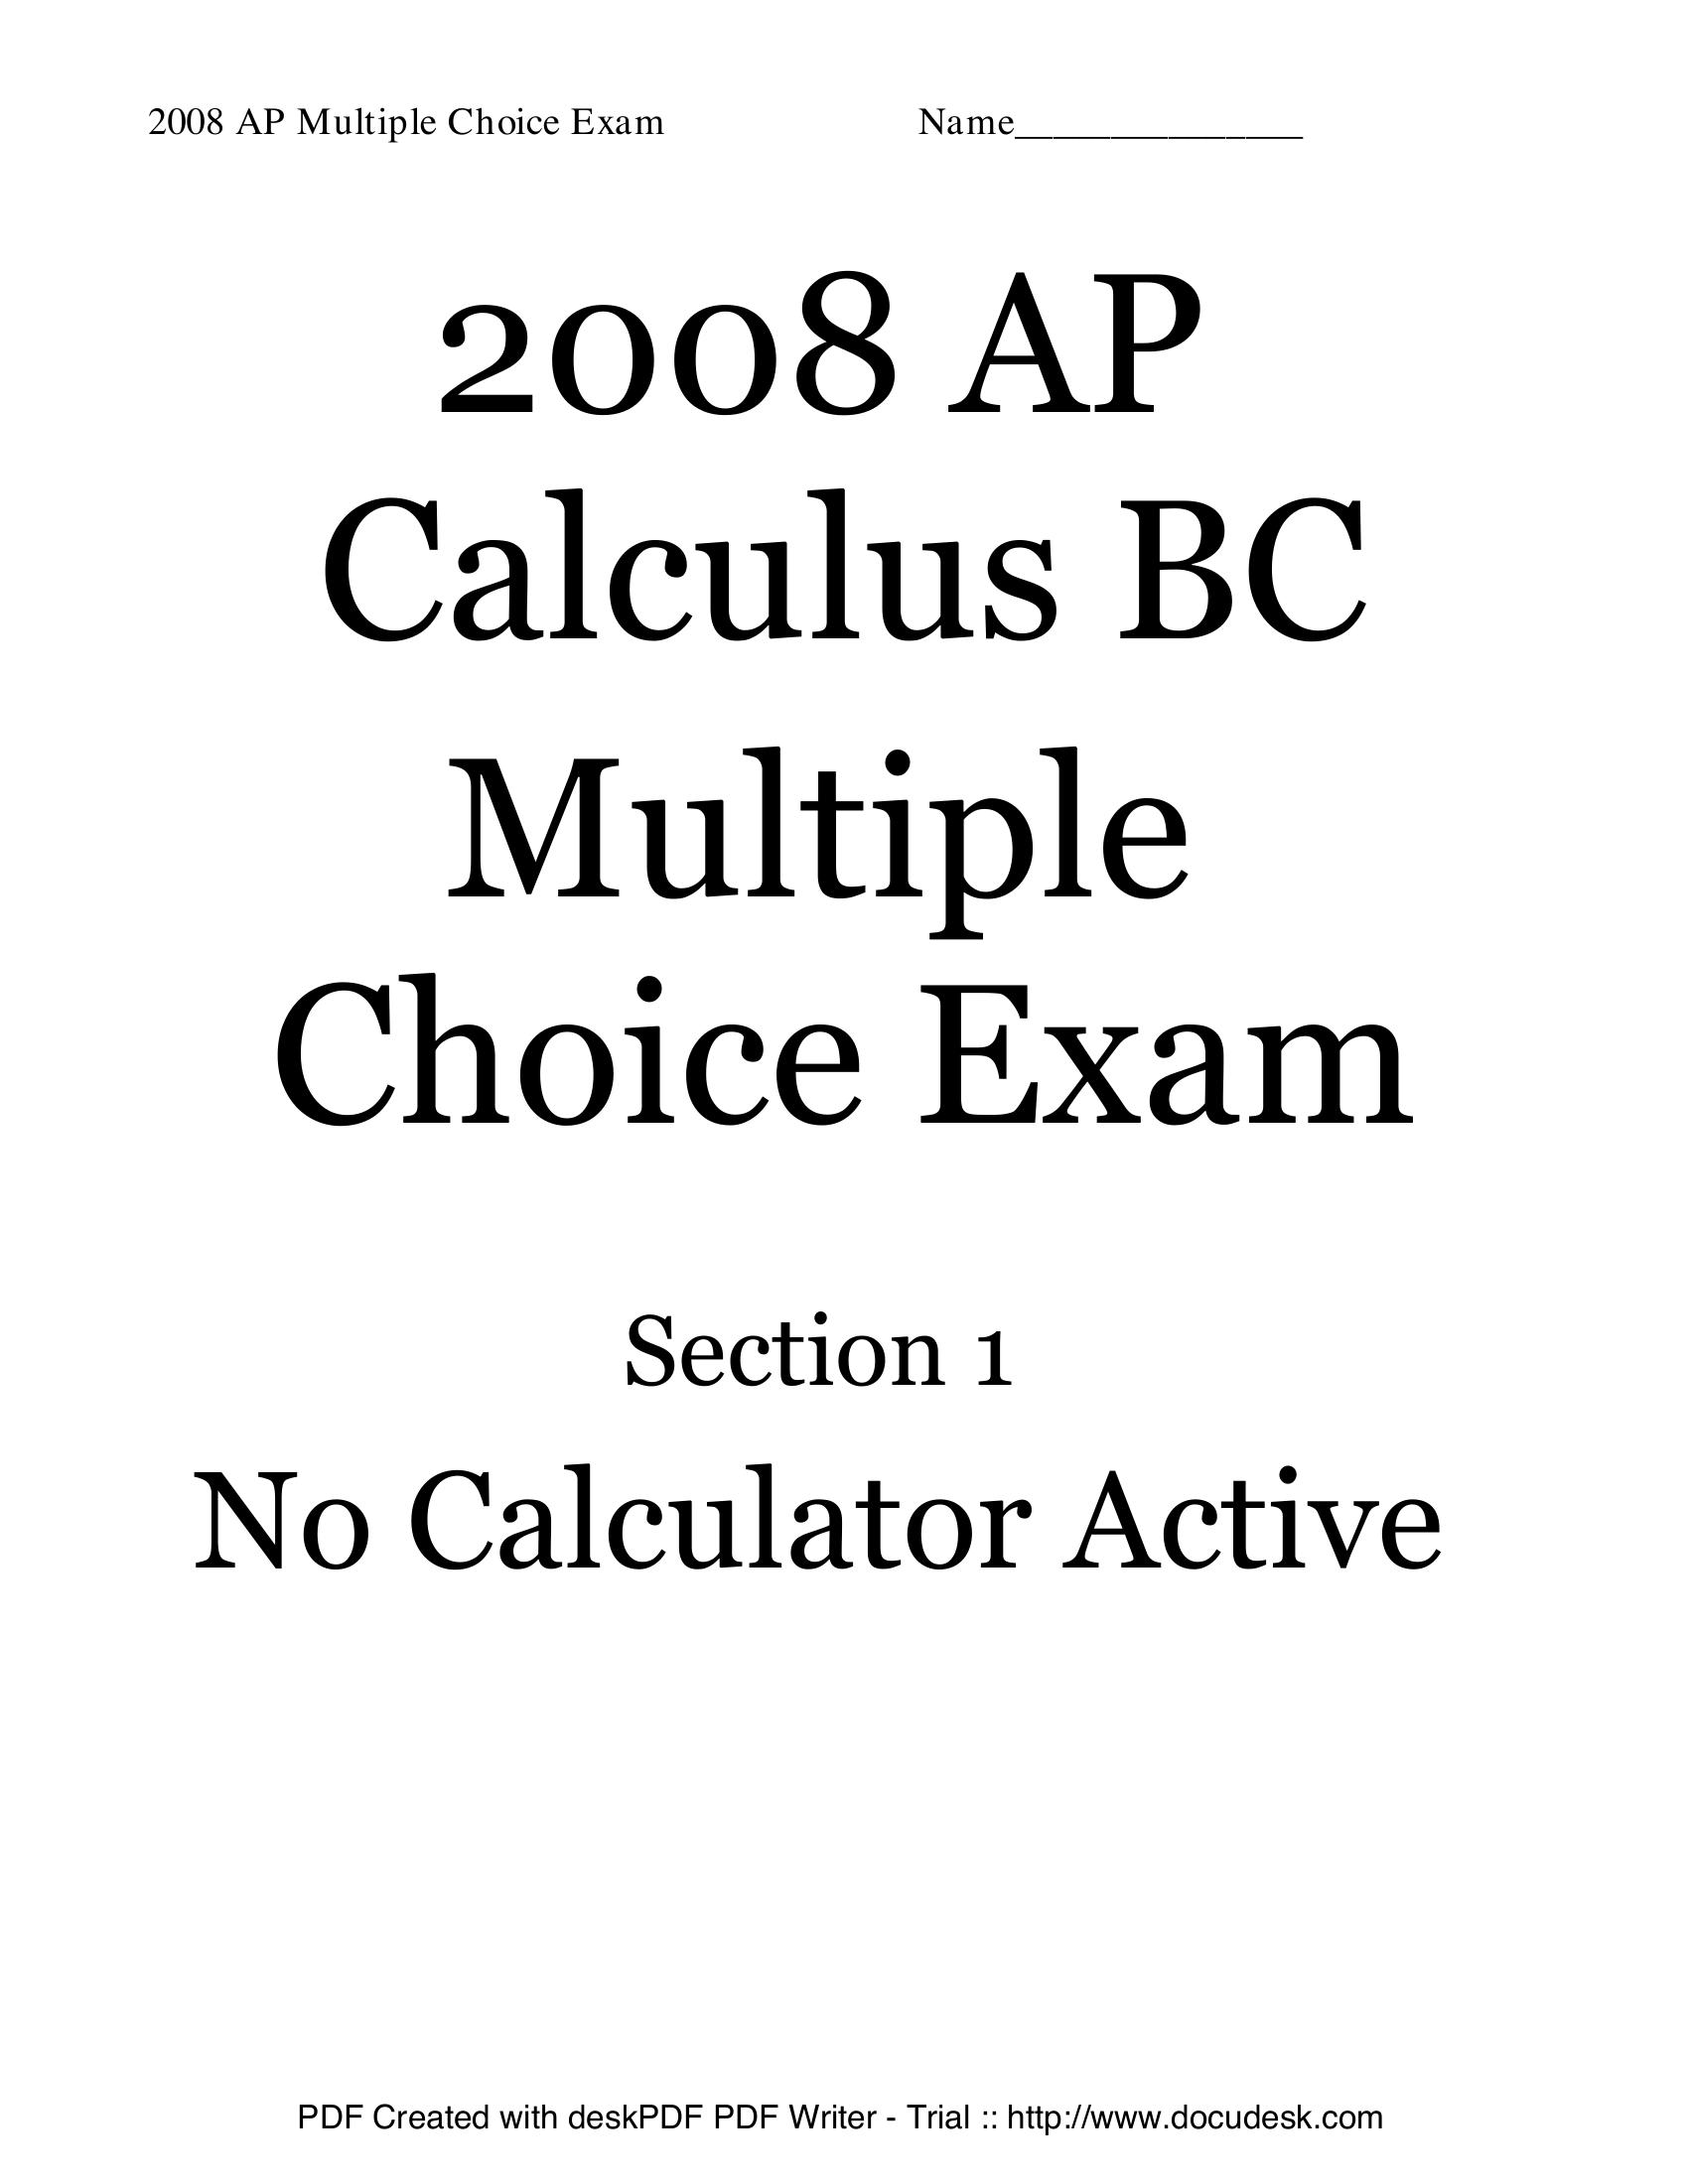 2008 AP Multiple Choice Exam Name_______________
2008 AP
Calculus BC
Multiple
Choice Exam
Section 1
No Calculator Active
PDF Created with deskPDF PDF Writer - Trial :: http://www.docudesk.com